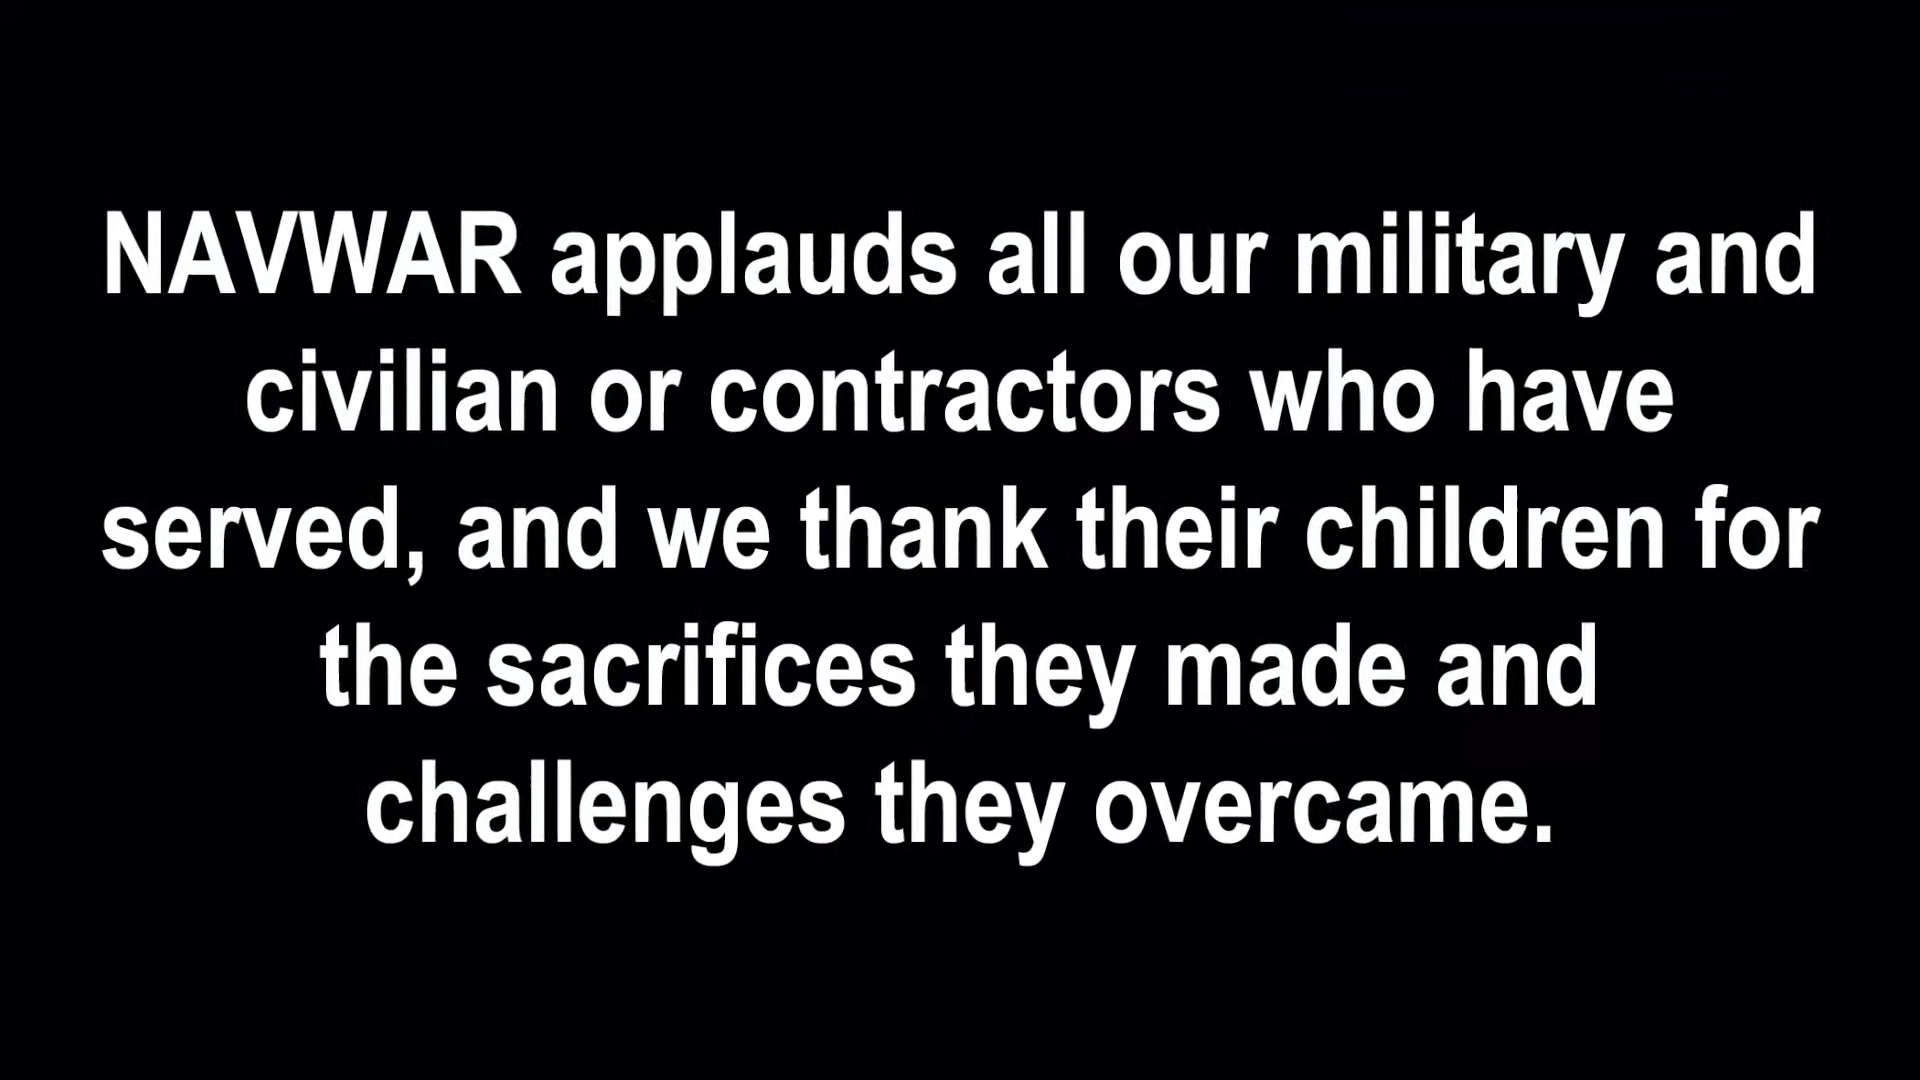 NAVWAR applauds all our military and
civilian or contractors who have
served, and we thank their children for
the sacrifices they made and
challenges they overcame.